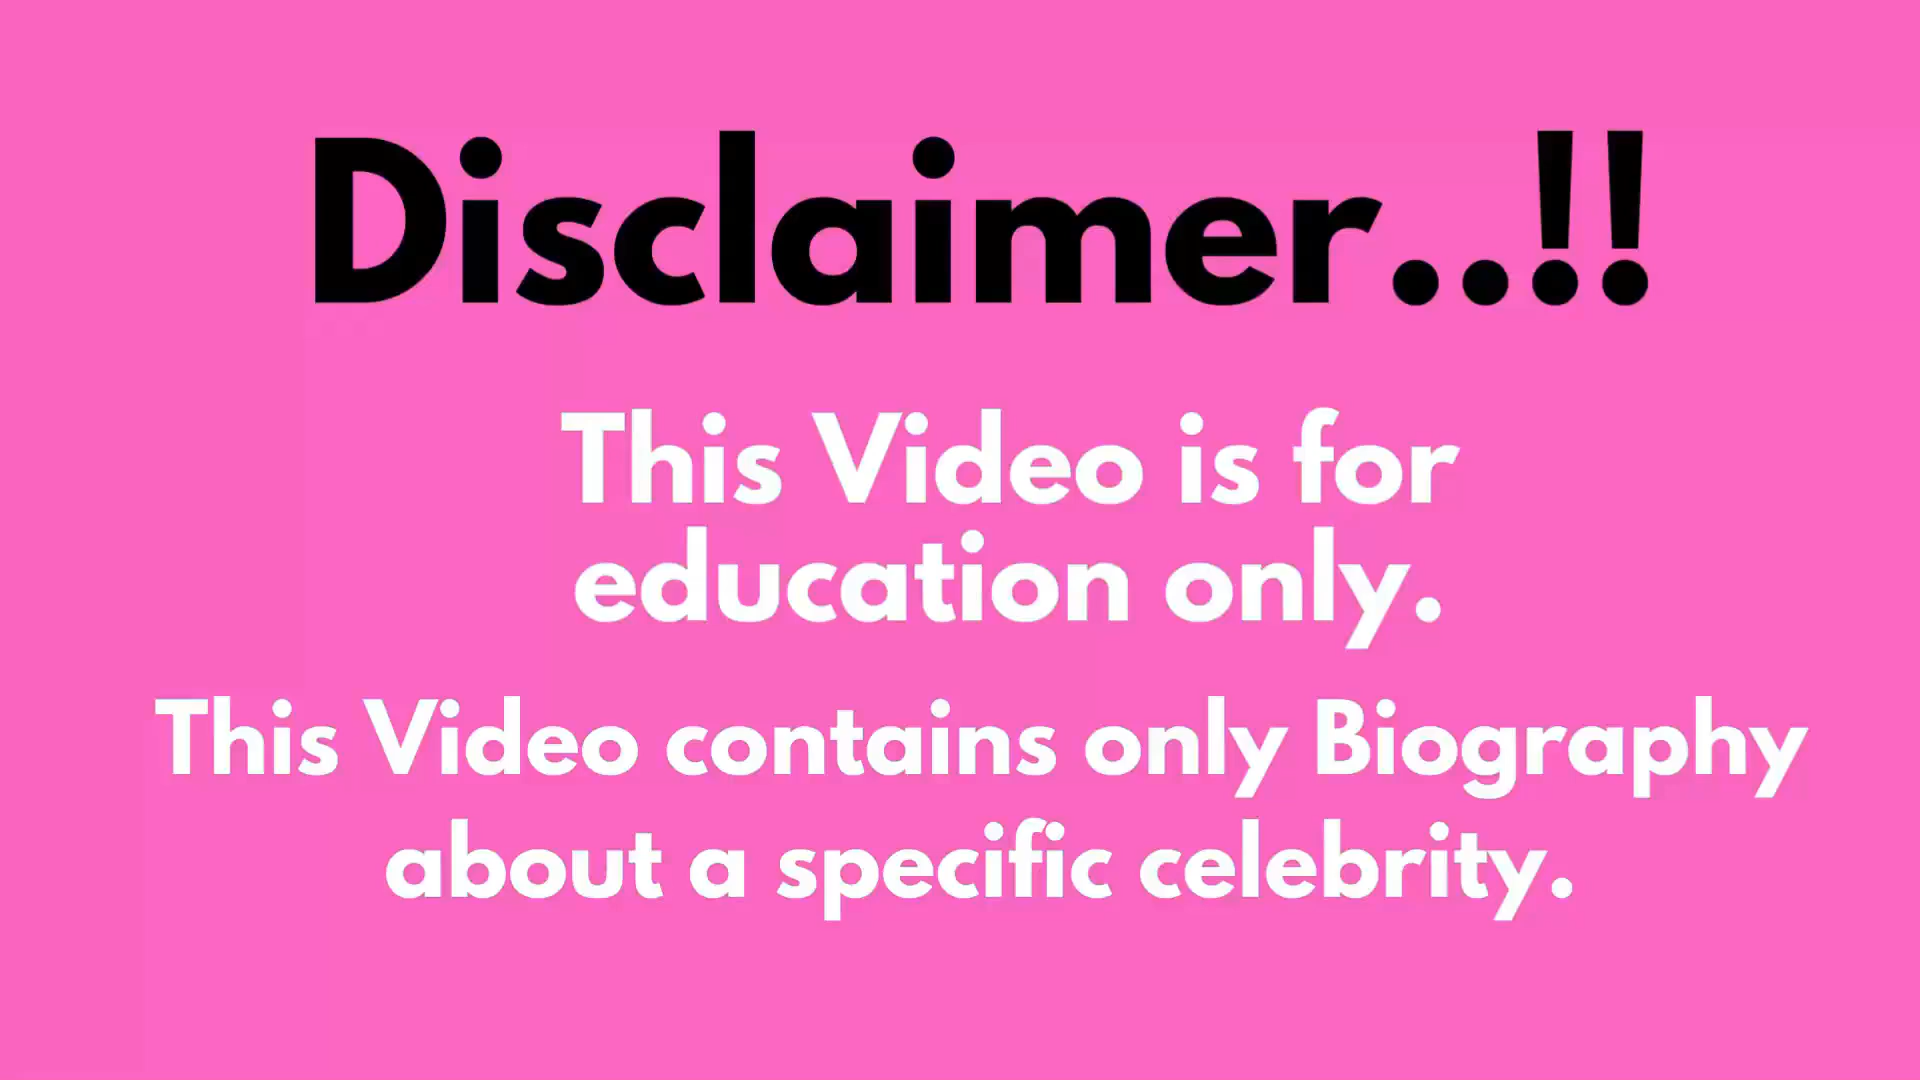 Disclaimer..!!
This Video is for
education only.
This Video contains only Biography
about a specific celebrity.